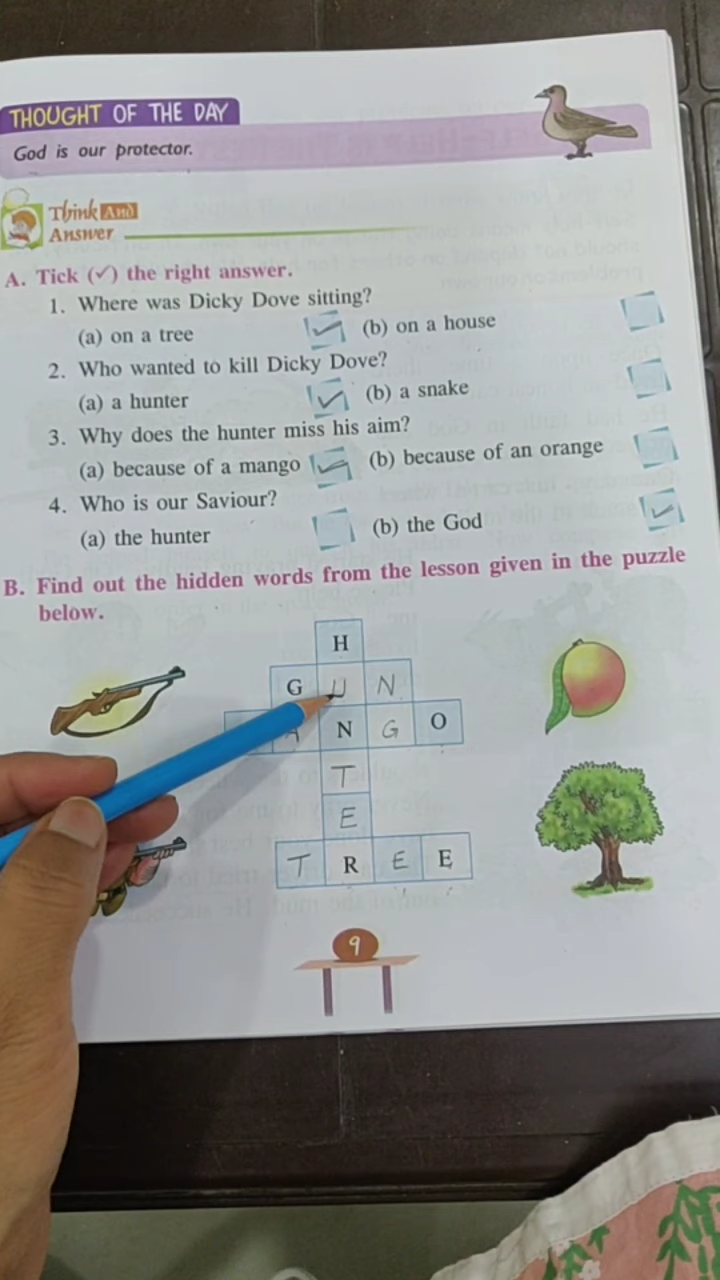 THOUGHT OF THE DAY
God is our protector.
Think And
Answer
A. Tick (✓) the right answer.
1. Where was Dicky Dove sitting?
(a) on a tree ✓ (b) on a house
2. Who wanted to kill Dicky Dove?
(a) a hunter ✓ (b) a snake
3. Why does the hunter miss his aim?
(a) because of a mango ✓ (b) because of an orange
4. Who is our Saviour?
(a) the hunter (b) the God ✓
B. Find out the hidden words from the lesson given in the puzzle
below.
H
G U N
A N G O
T
E
T R E E
9